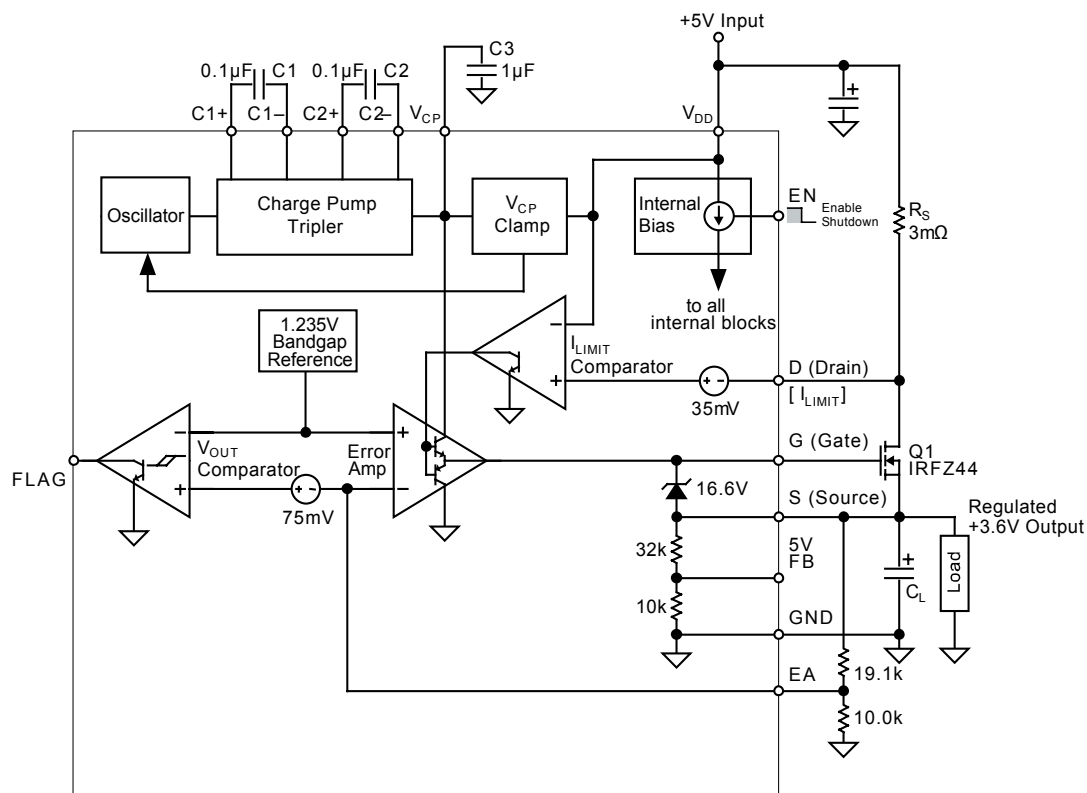 +5V Input
C3
1µF
0.1µF C1 0.1µF C2
C1+ C1– C2+ C2– VCP
VDD
Oscillator
Charge Pump
Tripler
VCP
Clamp
Internal
Bias
EN
Enable
Shutdown
RS
3mΩ
to all
internal blocks
1.235V
Bandgap
Reference
ILIMIT
Comparator
–
+
35mV
D (Drain)
[ ILIMIT]
–
+
VOUT
Comparator
75mV
FLAG
Error
Amp
+
–
G (Gate)
Q1
IRFZ44
16.6V
S (Source)
Regulated
+3.6V Output
32k
5V
FB
10k
+
CL
Load
GND
EA
19.1k
10.0k